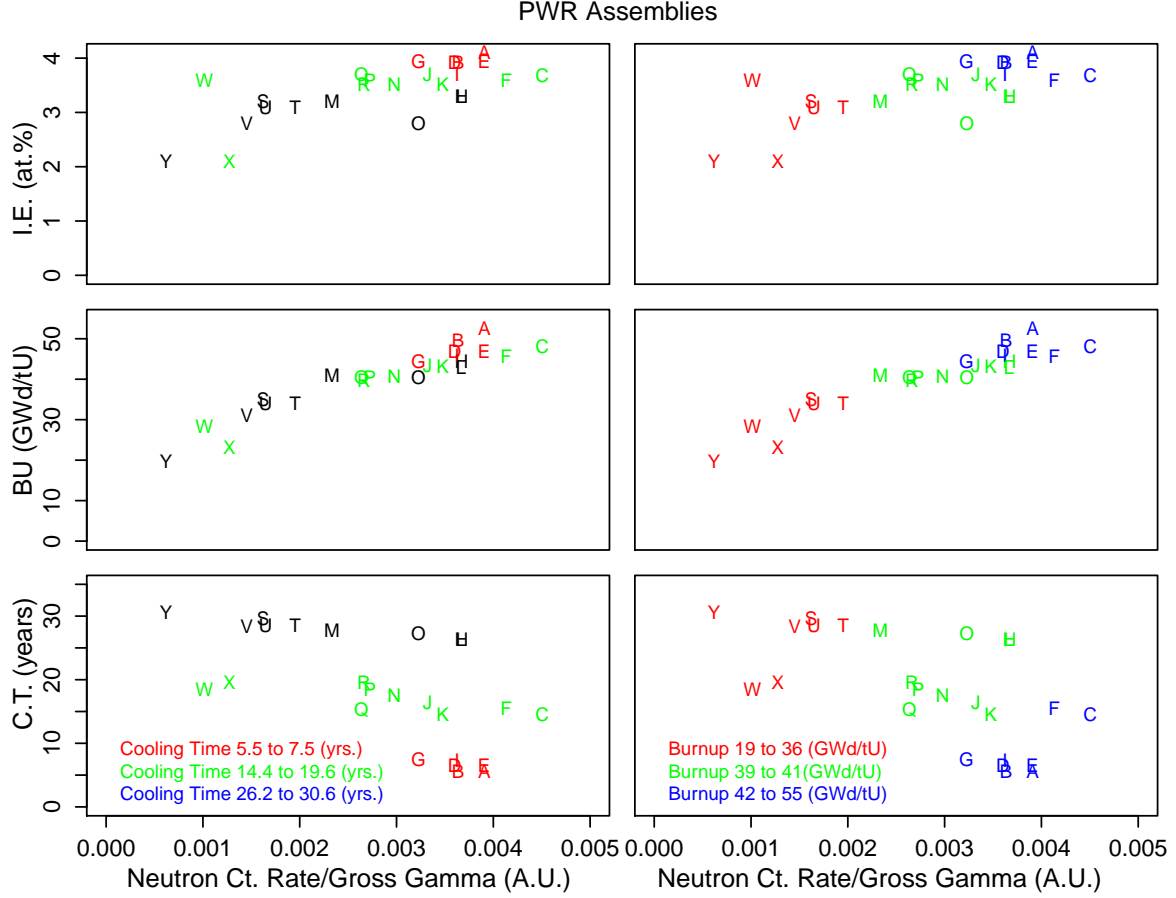 PWR Assemblies
I.E. (at.%)
4
3
2
1
0
W Y X V S U T M Q R P N O G J K D B I L H A E F C
W Y X V S U T M Q R P N O G J K D B I L H A E F C
BU (GWd/tU)
50
30
10
0
W Y X V S U T M Q R P N O G J K D B I L H A E F C
W Y X V S U T M Q R P N O G J K D B I L H A E F C
C.T. (years)
30
20
10
0
W Y X V S U T M Q R P N O G J K D B I L H A E F C
Cooling Time 5.5 to 7.5 (yrs.)
Cooling Time 14.4 to 19.6 (yrs.)
Cooling Time 26.2 to 30.6 (yrs.)
W Y X V S U T M Q R P N O G J K D B I L H A E F C
Burnup 19 to 36 (GWd/tU)
Burnup 39 to 41(GWd/tU)
Burnup 42 to 55 (GWd/tU)
0.000 0.001 0.002 0.003 0.004 0.005
0.000 0.001 0.002 0.003 0.004 0.005
Neutron Ct. Rate/Gross Gamma (A.U.)
Neutron Ct. Rate/Gross Gamma (A.U.)